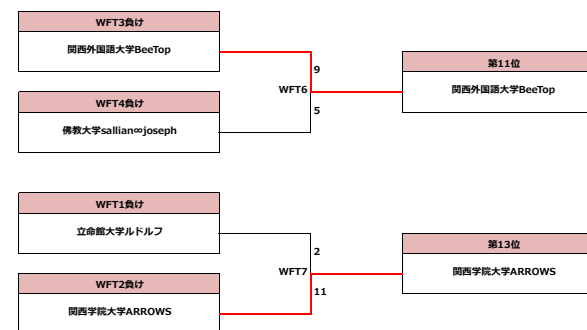 WFT3負け
関西外国語大学BeeTop
9
第11位
関西外国語大学BeeTop
WFT6
WFT4負け
5
佛教大学sallian∞joseph
WFT1負け
立命館大学ルドルフ
2
第13位
関西学院大学ARROWS
WFT7
WFT2負け
11
関西学院大学ARROWS